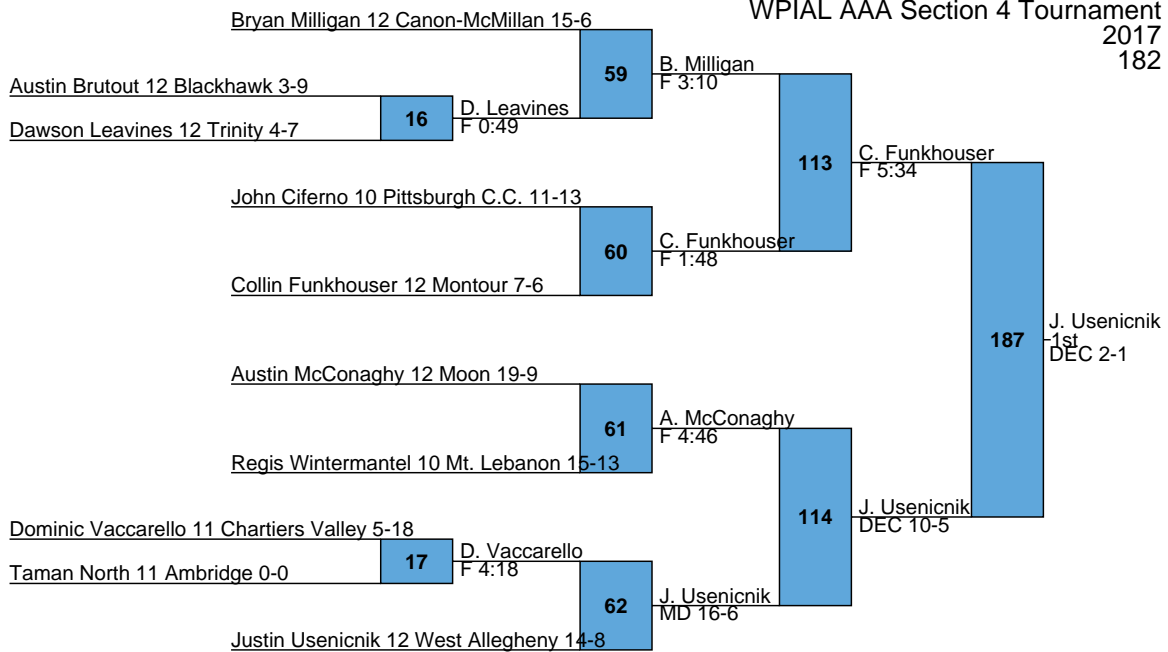 WPIAL AAA Section 4 Tournament
2017
182
Bryan Milligan 12 Canon-McMillan 15-6
59
B. Milligan
F 3:10
Austin Brutout 12 Blackhawk 3-9
16
D. Leavines
F 0:49
Dawson Leavines 12 Trinity 4-7
113
C. Funkhouser
F 5:34
John Ciferno 10 Pittsburgh C.C. 11-13
60
C. Funkhouser
F 1:48
Collin Funkhouser 12 Montour 7-6
187
J. Usenicnik
1st
DEC 2-1
Austin McConaghy 12 Moon 19-9
61
A. McConaghy
F 4:46
Regis Wintermantel 10 Mt. Lebanon 15-13
114
J. Usenicnik
DEC 10-5
Dominic Vaccarello 11 Chartiers Valley 5-18
17
D. Vaccarello
F 4:18
Taman North 11 Ambridge 0-0
62
J. Usenicnik
MD 16-6
Justin Usenicnik 12 West Allegheny 14-8